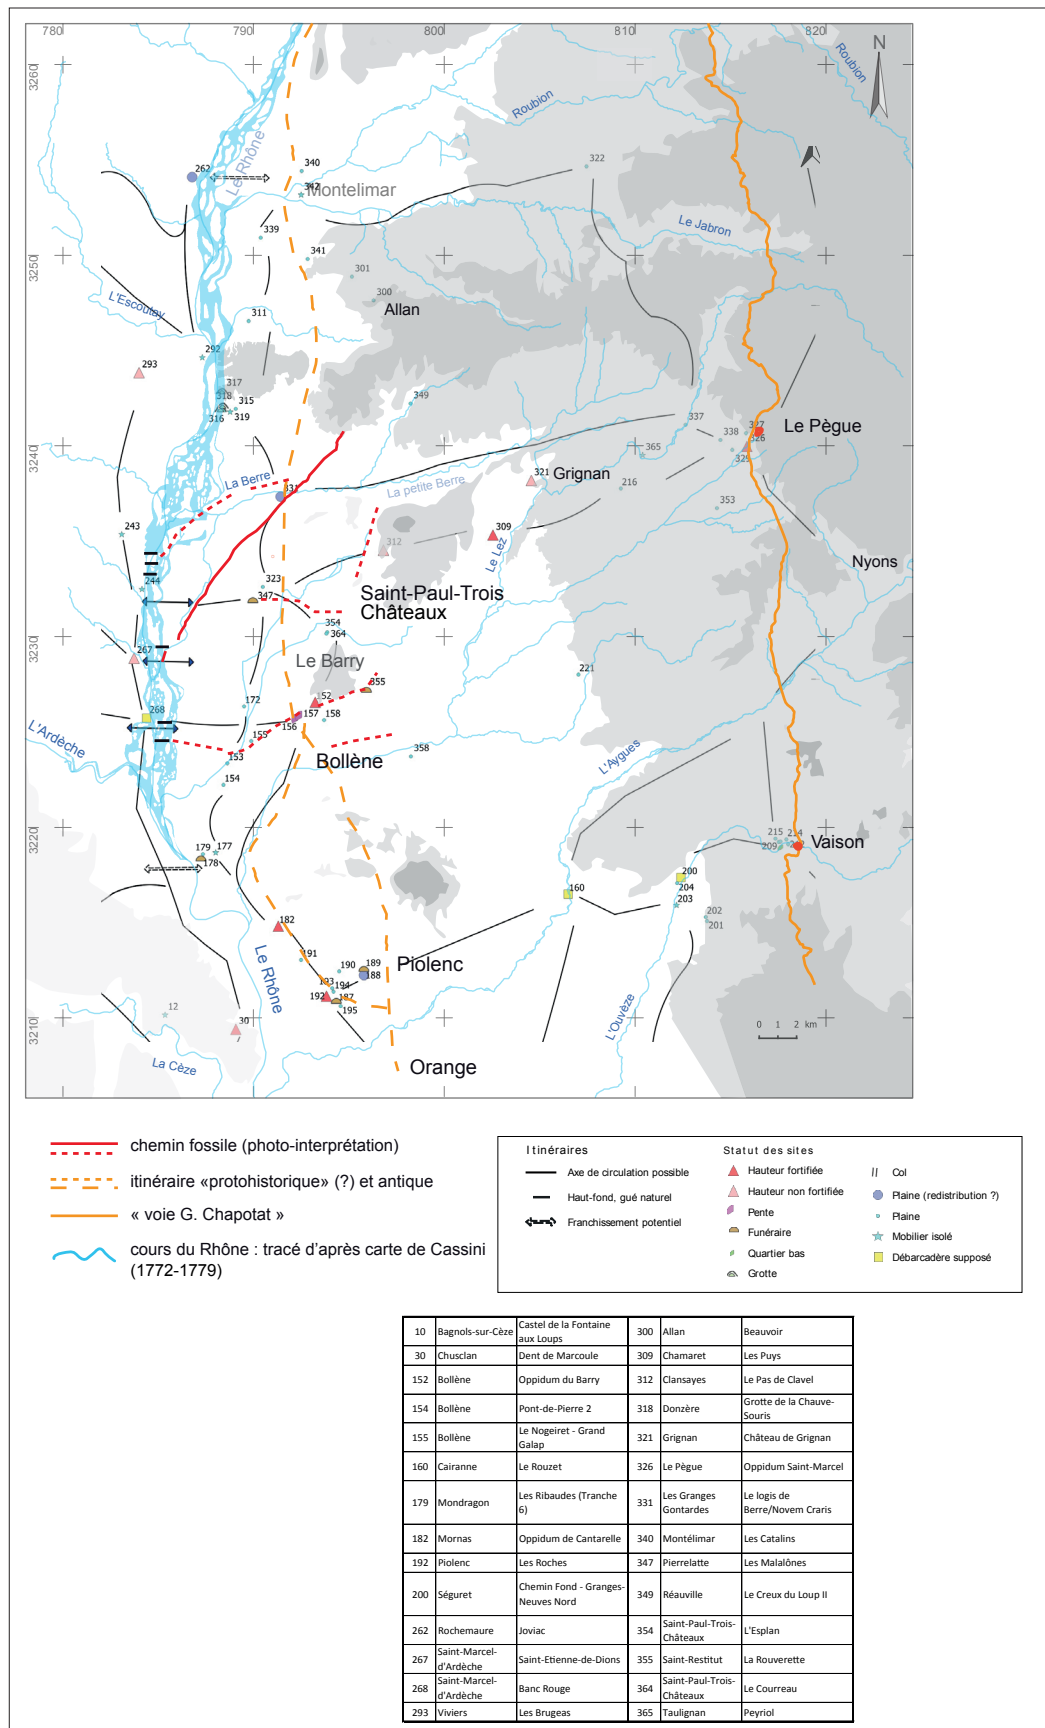 780 790 800 810 820
3260
3250
3240
3230
3220
3210
N
Roubion
Roubion
Le Rhône
262
340
342
Montelimar
322
339
341
Le Jabron
301
300
Allan
L'Escoutay
311
292
293
317
318
315
316
319
349
337
338
327
326
329
Le Pègue
La Berre
331
La petite Berre
321
Grignan
365
216
353
243
309
312
Le Lez
Nyons
244
323
347
Saint-Paul-Trois
Châteaux
354
364
267
Le Barry
355
221
152
172
268
157
158
156
155
L'Ardèche
153
154
Bollène
358
L'Aygues
179
177
178
215
214
209
Vaison
200
204
203
202
201
160
182
Le Rhône
191
190
189
188
Piolenc
193
194
192
187
195
12
30
La Cèze
L'Ouvèze
0 1 2 km
Orange
chemin fossile (photo-interprétation)
itinéraire «protohistorique» (?) et antique
« voie G. Chapotat »
cours du Rhône : tracé d'après carte de Cassini
(1772-1779)
Itinéraires
Axe de circulation possible
Haut-fond, gué naturel
Franchissement potentiel
Statut des sites
Hauteur fortifiée
Hauteur non fortifiée
Pente
Funéraire
Quartier bas
Grotte
Col
Plaine (redistribution ?)
Plaine
Mobilier isolé
Débarcadère supposé
10 Bagnols-sur-Cèze Castel de la Fontaine aux Loups 300 Allan Beauvoir
30 Chusclan Dent de Marcoule 309 Chamaret Les Puys
152 Bollène Oppidum du Barry 312 Clansayes Le Pas de Clavel
154 Bollène Pont-de-Pierre 2 318 Donzère Grotte de la Chauve-Souris
155 Bollène Le Nogeiret - Grand Galap 321 Grignan Château de Grignan
160 Cairanne Le Rouzet 326 Le Pègue Oppidum Saint-Marcel
179 Mondragon Les Ribaudes (Tranche 6) 331 Les Granges Gontardes Le logis de Berre/Novem Craris
182 Mornas Oppidum de Cantarelle 340 Montélimar Les Catalins
192 Piolenc Les Roches 347 Pierrelatte Les Malalônes
200 Séguret Chemin Fond - Granges-Neuves Nord 349 Réauville Le Creux du Loup II
262 Rochemaure Joviac 354 Saint-Paul-Trois-Châteaux L'Esplan
267 Saint-Marcel-d'Ardèche Saint-Etienne-de-Dions 355 Saint-Restitut La Rouverette
268 Saint-Marcel-d'Ardèche Banc Rouge 364 Saint-Paul-Trois-Châteaux Le Courreau
293 Viviers Les Brugeas 365 Taulignan Peyriol